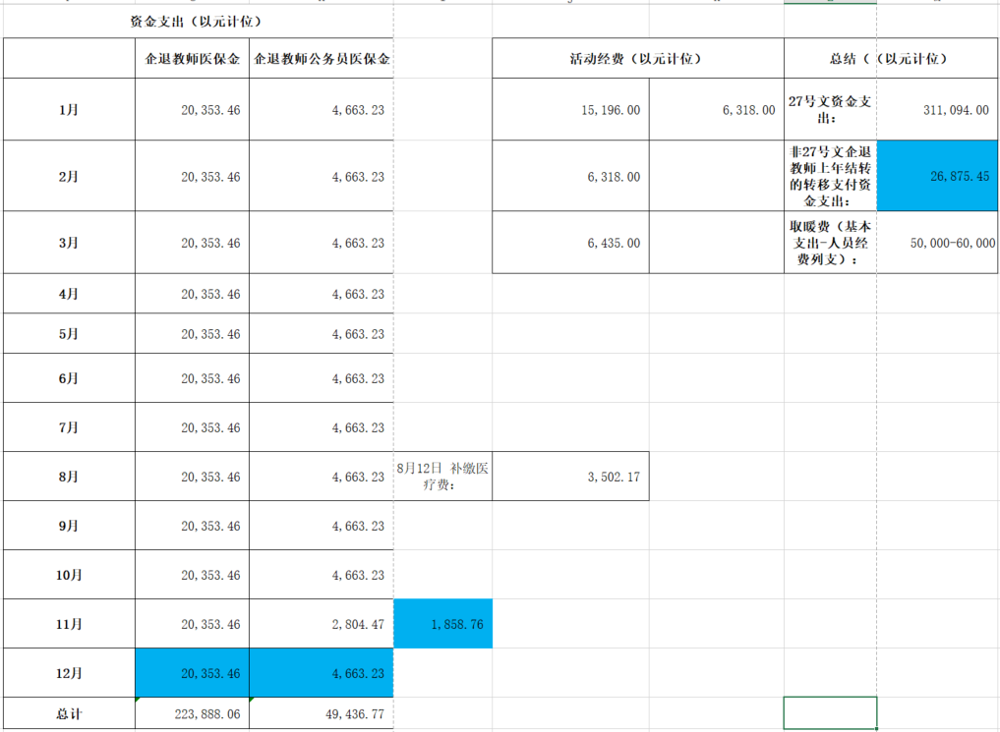 资金支出（以元计位）
企退教师医保金 企退教师公务员医保金 活动经费（以元计位） 总结（（以元计位）
1月 20,353.46 4,663.23 15,196.00 6,318.00 27号文资金支
出： 311,094.00
2月 20,353.46 4,663.23 6,318.00 非27号文企退
教师上年结转
的转移支付资
金支出： 26,875.45
3月 20,353.46 4,663.23 6,435.00 取暖费（基本
支出-人员经
费列支）： 50,000-60,000
4月 20,353.46 4,663.23
5月 20,353.46 4,663.23
6月 20,353.46 4,663.23
7月 20,353.46 4,663.23
8月 20,353.46 4,663.23 8月12日 补缴医
疗费： 3,502.17
9月 20,353.46 4,663.23
10月 20,353.46 4,663.23
11月 20,353.46 2,804.47 1,858.76
12月 20,353.46 4,663.23
总计 223,888.06 49,436.77